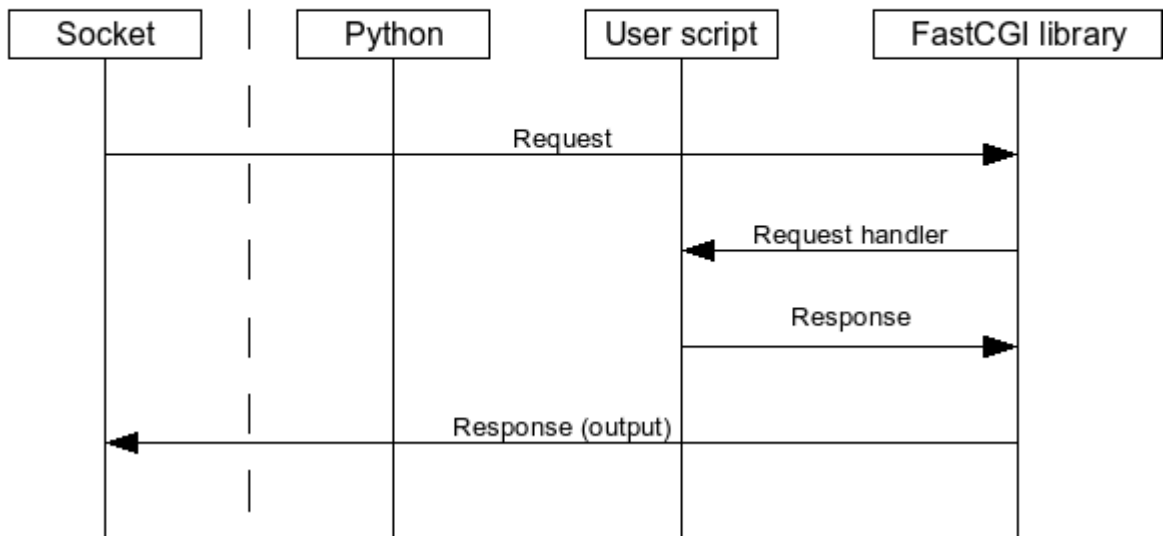 Socket
Python
User script
FastCGI library
Request
Request handler
Response
Response (output)